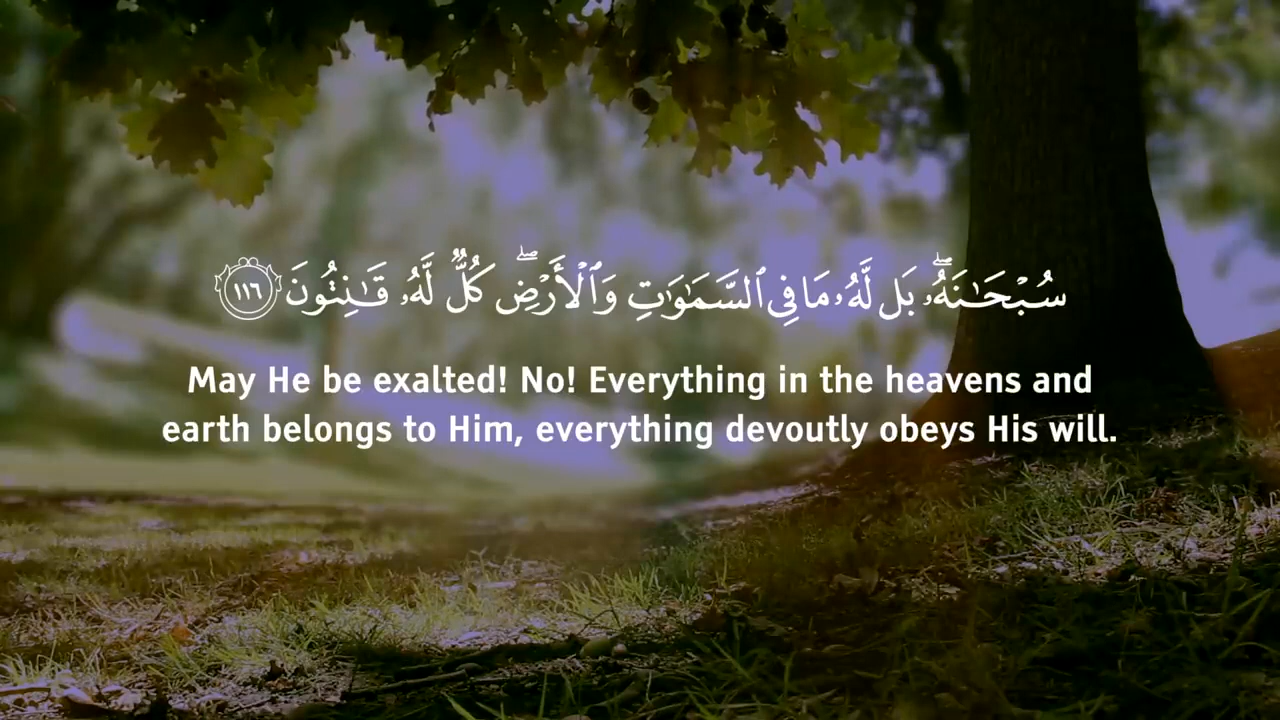 سُبْحَـٰنَهُۥۖ بَل لَّهُۥ مَا فِى ٱلسَّمَـٰوَٰتِ وَٱلْأَرْضِۖ كُلٌّۭ لَّهُۥ قَـٰنِتُونَ ١١٦
May He be exalted! No! Everything in the heavens and
earth belongs to Him, everything devoutly obeys His will.